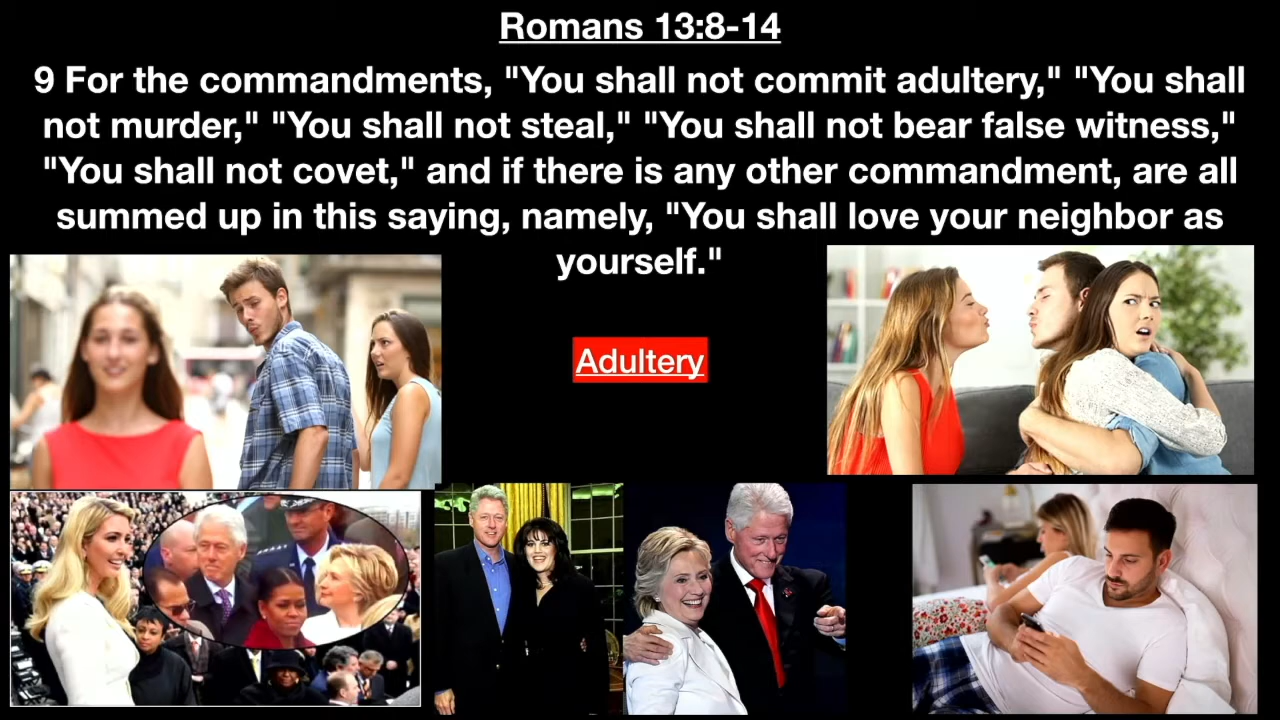 Romans 13:8-14
9 For the commandments, "You shall not commit adultery," "You shall
not murder," "You shall not steal," "You shall not bear false witness,"
"You shall not covet," and if there is any other commandment, are all
summed up in this saying, namely, "You shall love your neighbor as
yourself."
Adultery